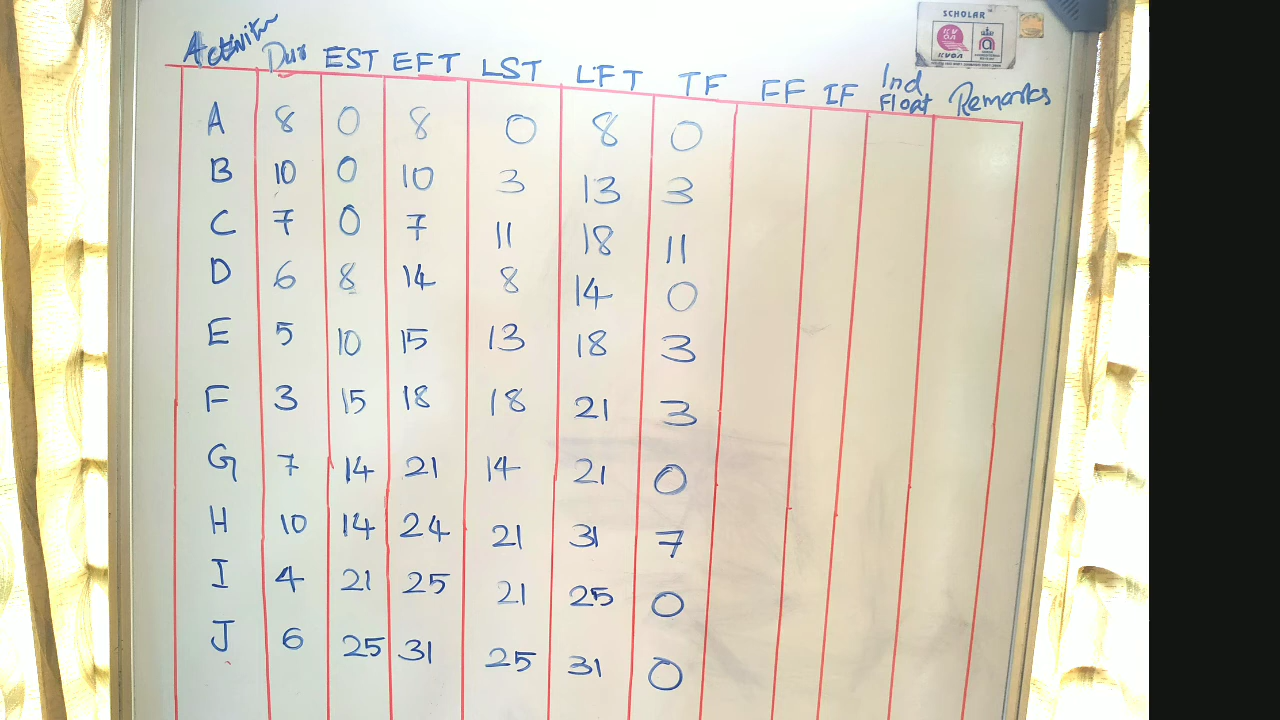 SCHOLAR
Activity Dur EST EFT LST LFT TF FF IF Ind Float Remarks
A 8 0 8 0 8 0
B 10 0 10 3 13 3
C 7 0 7 11 18 11
D 6 8 14 8 14 0
E 5 10 15 13 18 3
F 3 15 18 18 21 3
G 7 14 21 14 21 0
H 10 14 24 21 31 7
I 4 21 25 21 25 0
J 6 25 31 25 31 0